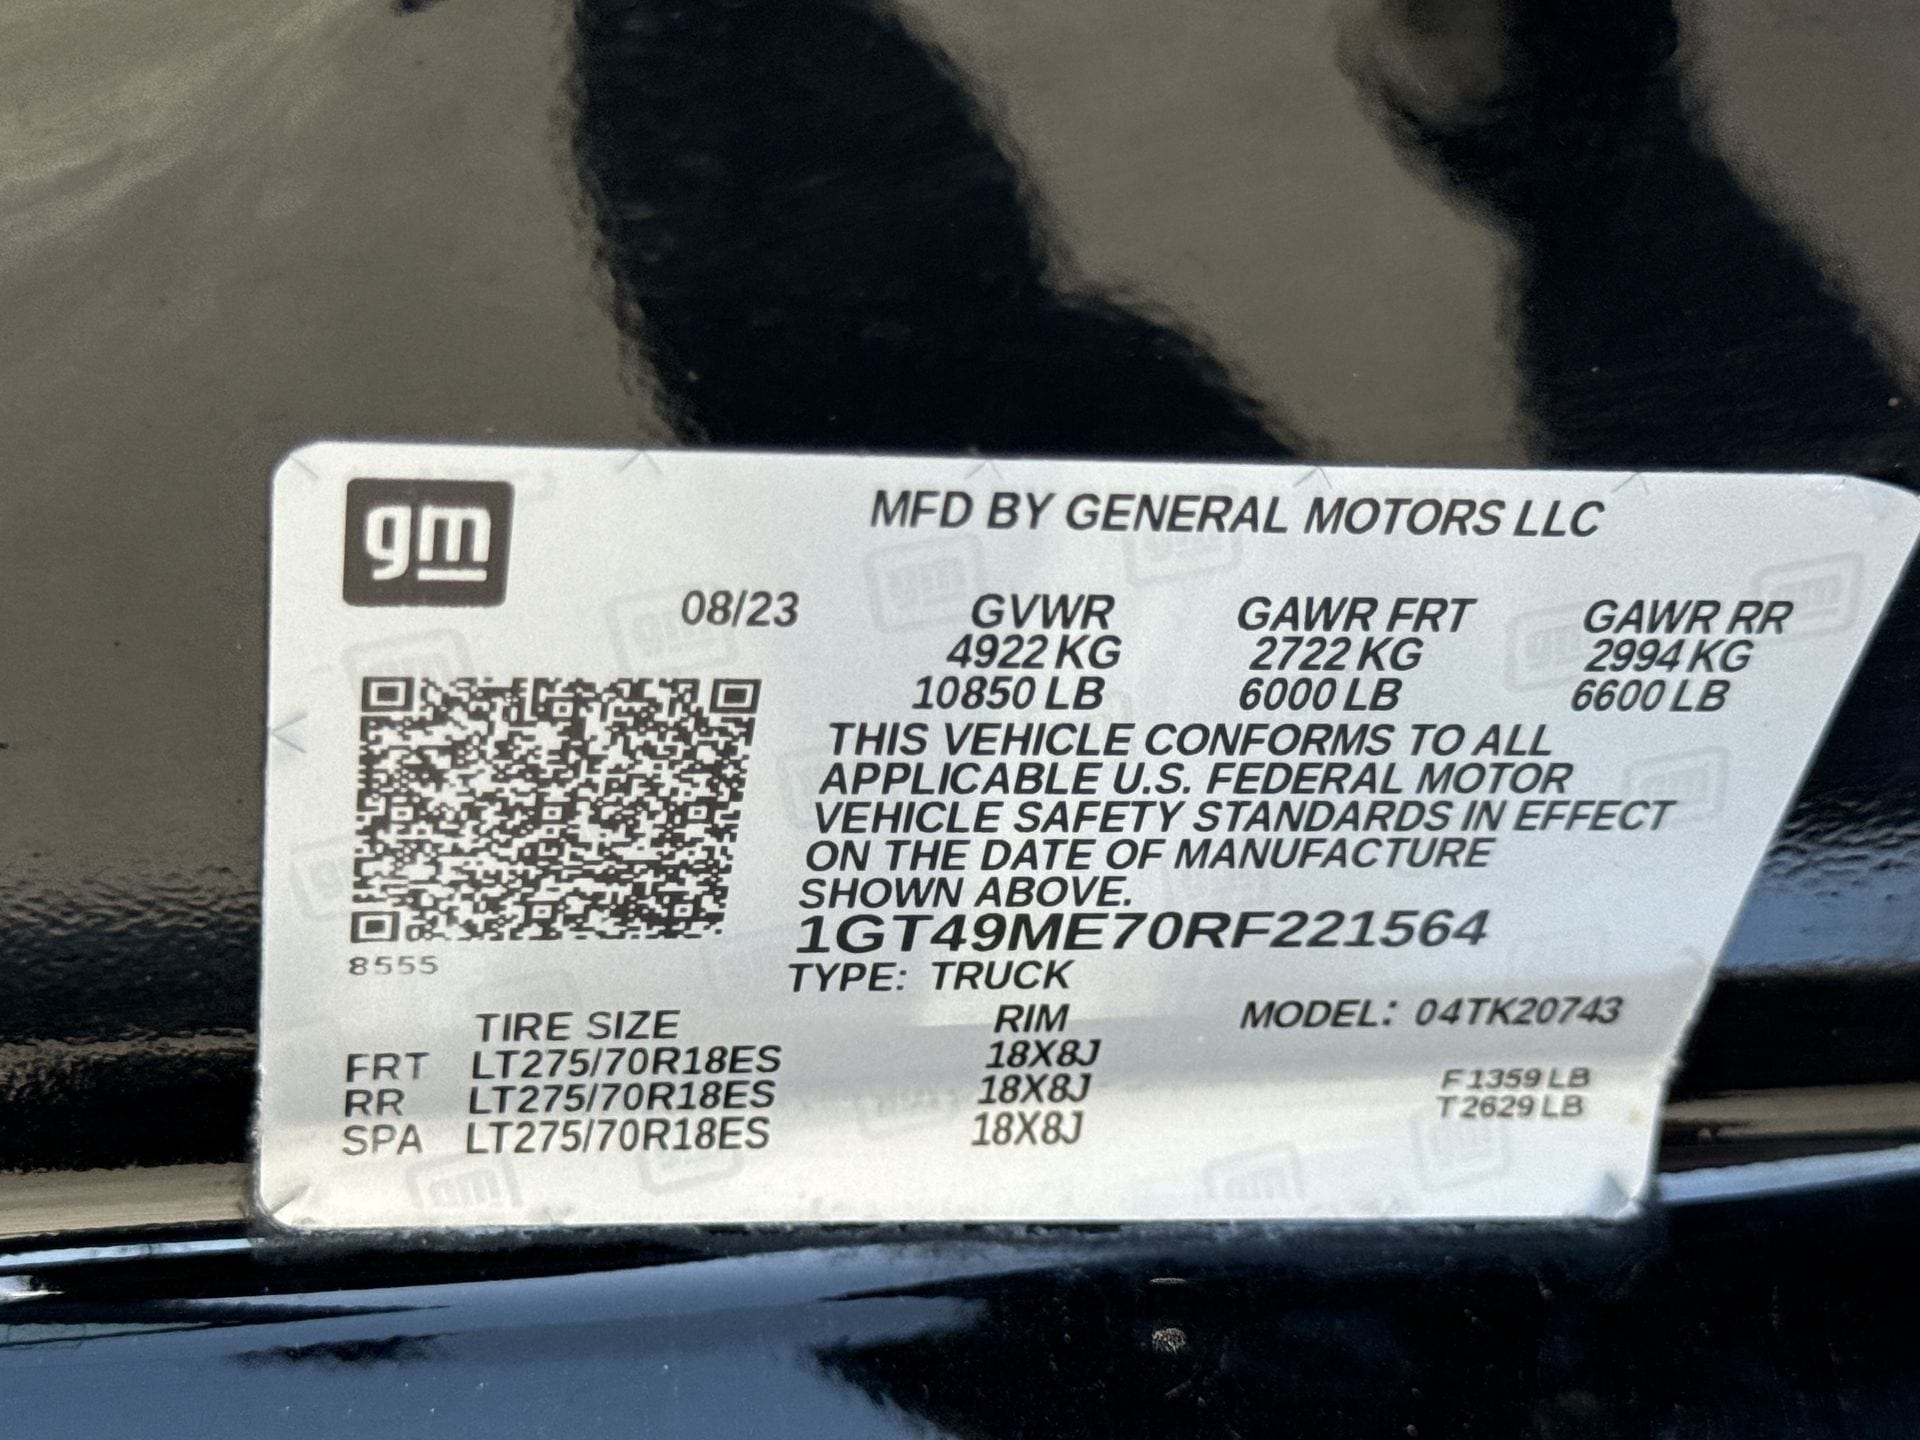 gm
MFD BY GENERAL MOTORS LLC
08/23 GVWR GAWR FRT GAWR RR
4922 KG 2722 KG 2994 KG
10850 LB 6000 LB 6600 LB
THIS VEHICLE CONFORMS TO ALL
APPLICABLE U.S. FEDERAL MOTOR
VEHICLE SAFETY STANDARDS IN EFFECT
ON THE DATE OF MANUFACTURE
SHOWN ABOVE.
1GT49ME70RF221564
8555
TYPE: TRUCK
TIRE SIZE RIM MODEL: 04TK20743
FRT LT275/70R18ES 18X8J
RR LT275/70R18ES 18X8J
SPA LT275/70R18ES 18X8J
F 1359 LB
T 2629 LB